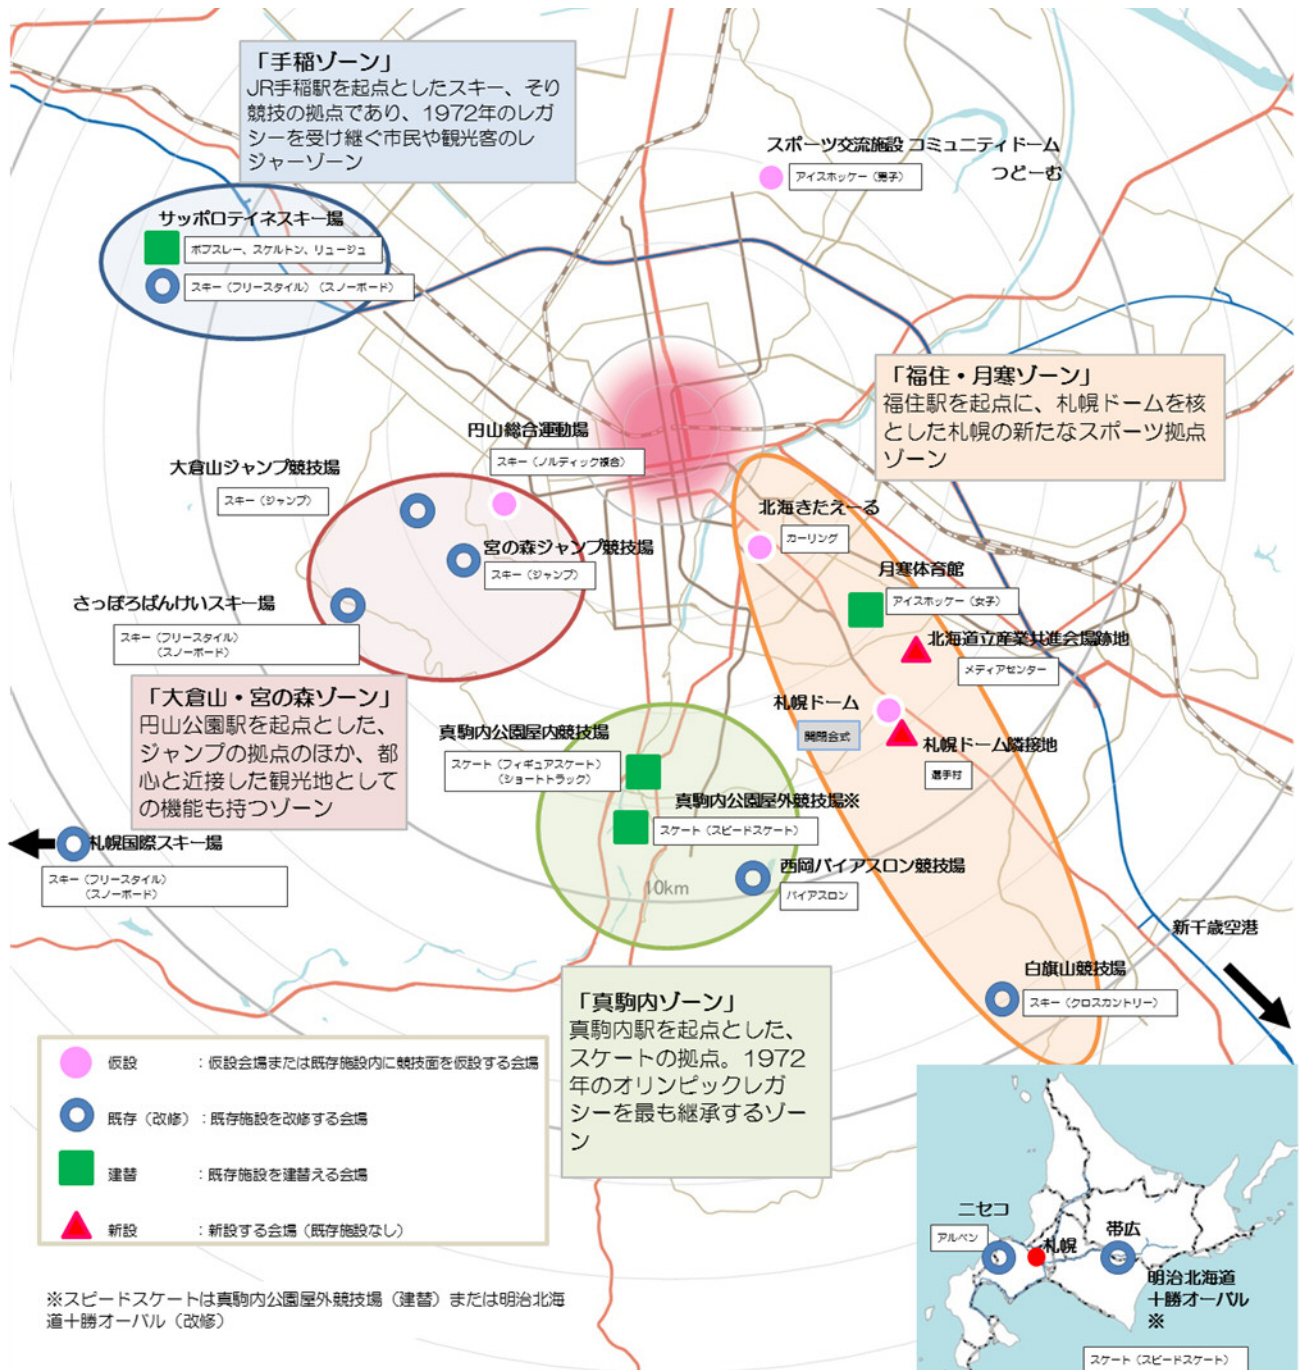 「手稲ゾーン」
JR手稲駅を起点としたスキー、そり
競技の拠点であり、1972年のレガ
シーを受け継ぐ市民や観光客のレ
ジャーゾーン
スポーツ交流施設 コミュニティドーム
つどーむ
アイスホッケー（男子）
サッポロテイネスキー場
ボブスレー、スケルトン、リュージュ
スキー（フリースタイル）（スノーボード）
「福住・月寒ゾーン」
福住駅を起点に、札幌ドームを核
とした札幌の新たなスポーツ拠点
ゾーン
円山総合運動場
スキー（ノルディック複合）
大倉山ジャンプ競技場
スキー（ジャンプ）
宮の森ジャンプ競技場
スキー（ジャンプ）
さっぽろばんけいスキー場
スキー（フリースタイル）
（スノーボード）
北海きたえーる
カーリング
月寒体育館
アイスホッケー（女子）
北海道立産業共進会場跡地
メディアセンター
札幌ドーム
開閉会式
札幌ドーム隣接地
選手村
「大倉山・宮の森ゾーン」
円山公園駅を起点とした、
ジャンプの拠点のほか、都
心と近接した観光地として
の機能も持つゾーン
真駒内公園屋内競技場
スケート（フィギュアスケート）
（ショートトラック）
真駒内公園屋外競技場※
スケート（スピードスケート）
札幌国際スキー場
スキー（フリースタイル）
（スノーボード）
西岡バイアスロン競技場
バイアスロン
10km
新千歳空港
白旗山競技場
スキー（クロスカントリー）
「真駒内ゾーン」
真駒内駅を起点とした、
スケートの拠点。1972
年のオリンピックレガ
シーを最も継承するゾー
ン
仮設　：仮設会場または既存施設内に競技面を仮設する会場
既存（改修）：既存施設を改修する会場
建替　：既存施設を建替える会場
新設　：新設する会場（既存施設なし）
※スピードスケートは真駒内公園屋外競技場（建替）または明治北海
道十勝オーバル（改修）
ニセコ
アルペン
札幌
帯広
明治北海道
十勝オーバル
※
スケート（スピードスケート）